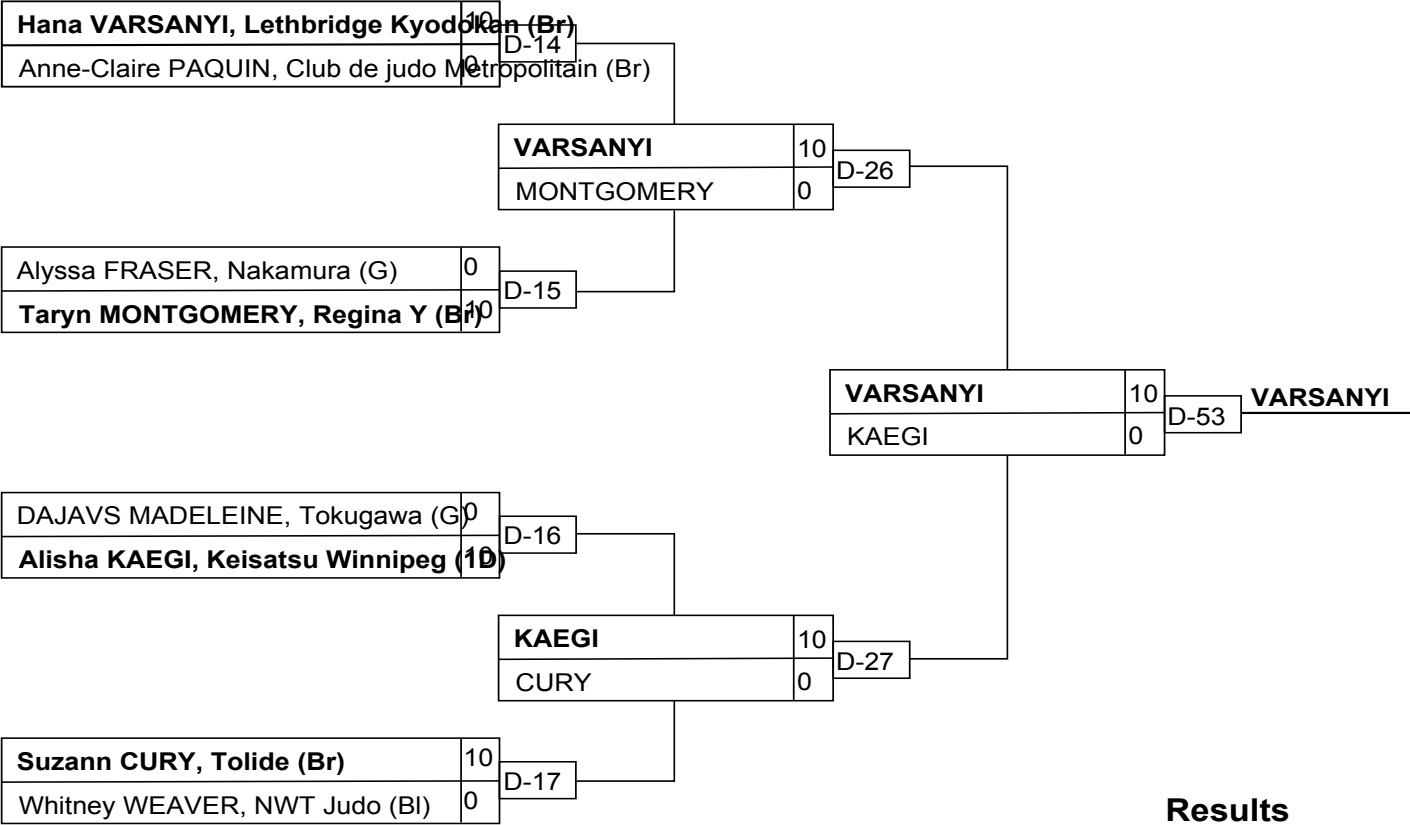 Hana VARSANYI, Lethbridge Kyodokan (Br) 10
D-14
Anne-Claire PAQUIN, Club de judo Métropolitain (Br) 0
VARSANYI 10
D-26
MONTGOMERY 0
Alyssa FRASER, Nakamura (G) 0
D-15
Taryn MONTGOMERY, Regina Y (Br) 10
VARSANYI 10
D-53
VARSANYI
KAEGI 0
DAJAVS MADELEINE, Tokugawa (G) 0
D-16
Alisha KAEGI, Keisatsu Winnipeg (1D) 10
KAEGI 10
D-27
CURY 0
Suzann CURY, Tolide (Br) 10
D-17
Whitney WEAVER, NWT Judo (Bl) 0
Results